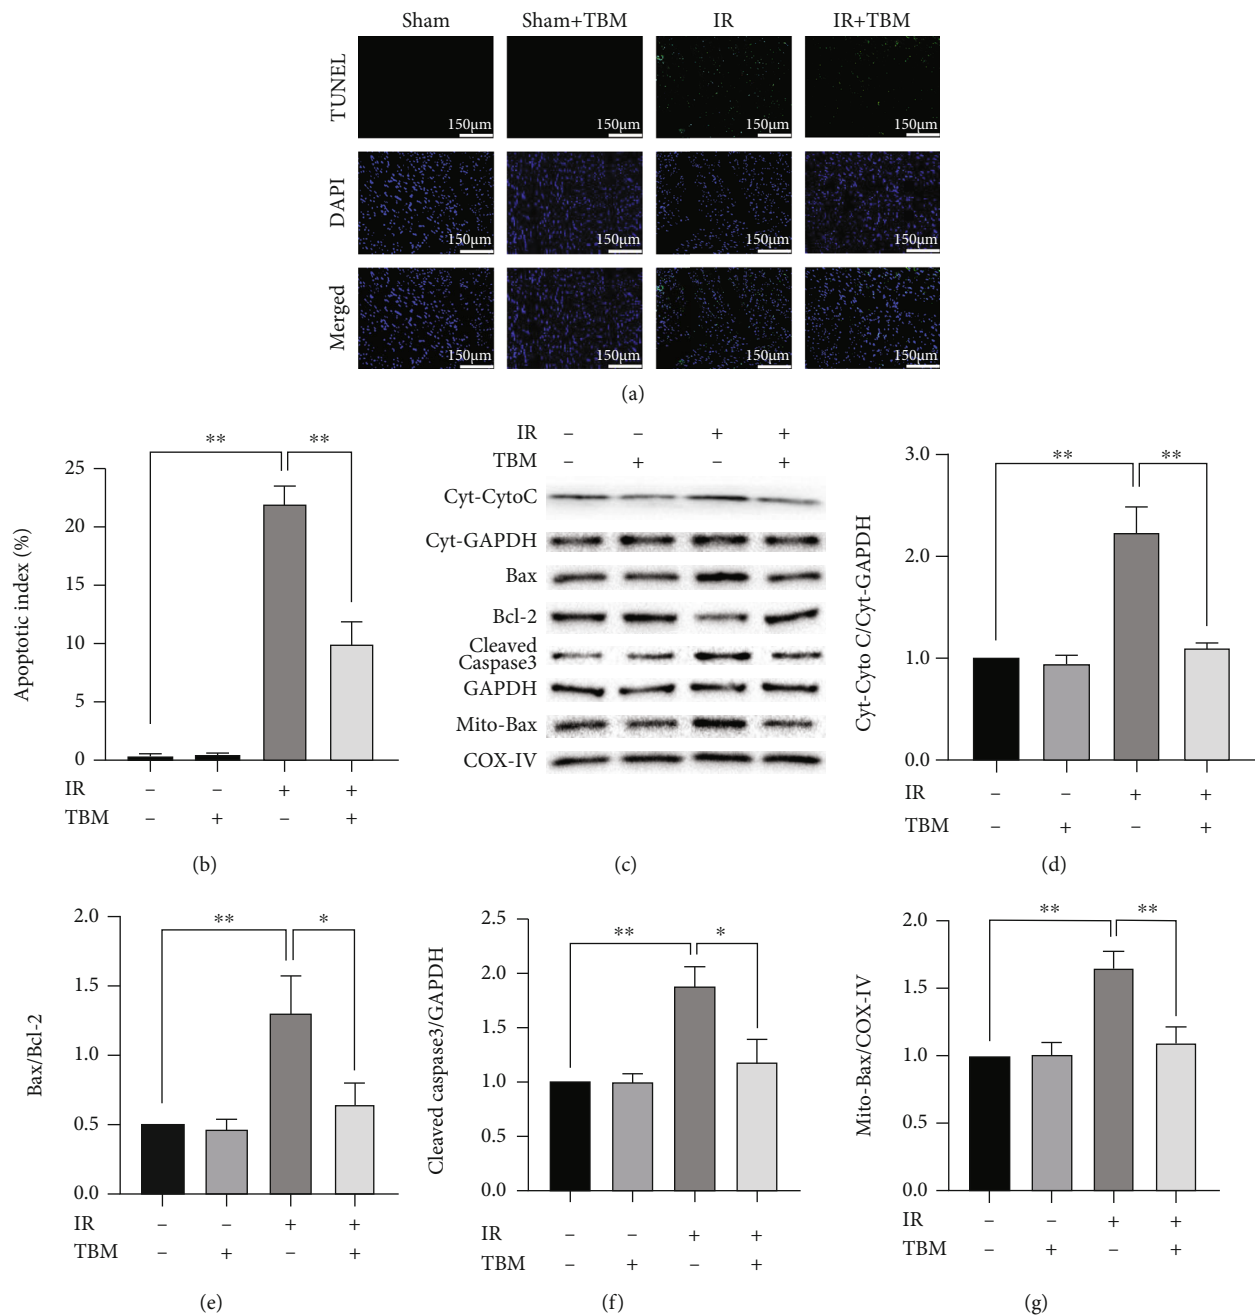 Sham Sham+TBM IR IR+TBM
TUNEL
150μm 150μm 150μm 150μm
DAPI
150μm 150μm 150μm 150μm
Merged
150μm 150μm 150μm 150μm
(a)
** **
Apoptotic index (%)
25
20
15
10
5
0
IR – – + +
TBM – + – +
(b)
IR – – + +
TBM – + – +
Cyt-CytoC
Cyt-GAPDH
Bax
Bcl-2
Cleaved
Caspase3
GAPDH
Mito-Bax
COX-IV
(c)
** **
Cyt-Cyto C/Cyt-GAPDH
3.0
2.0
1.0
0.0
IR – – + +
TBM – + – +
(d)
** *
Bax/Bcl-2
2.0
1.5
1.0
0.5
0.0
IR – – + +
TBM – + – +
(e)
** *
Cleaved caspase3/GAPDH
2.5
2.0
1.5
1.0
0.5
0.0
IR – – + +
TBM – + – +
(f)
** **
Mito-Bax/COX-IV
2.0
1.5
1.0
0.5
0.0
IR – – + +
TBM – + – +
(g)